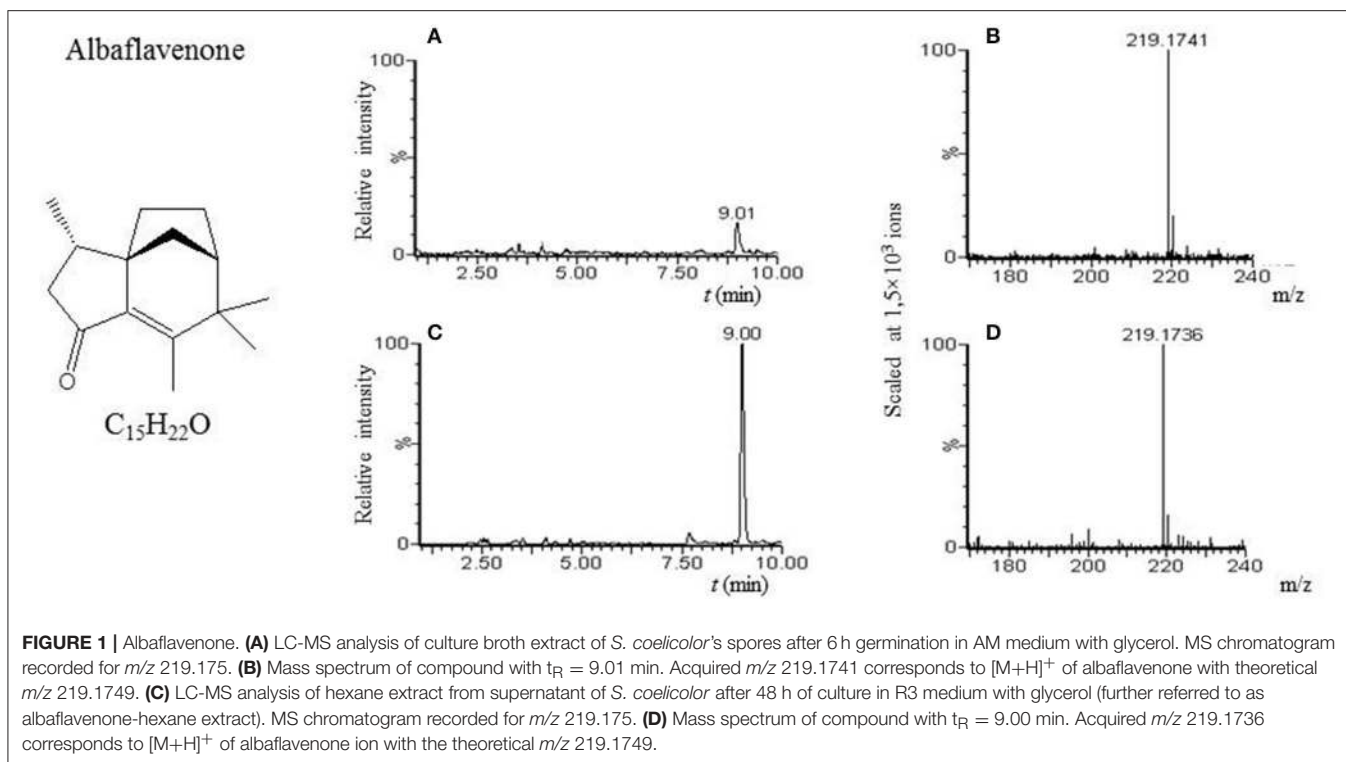 Albaflavenone
O
C15H22O
A
Relative intensity
%
100
0
9.01
2.50 5.00 7.50 10.00
t (min)
B
100
%
0
219.1741
180 200 220 240
m/z
Scaled at 1,5×10³ ions
C
Relative intensity
%
100
0
9.00
2.50 5.00 7.50 10.00
t (min)
D
100
%
0
219.1736
180 200 220 240
m/z
FIGURE 1 | Albaflavenone. (A) LC-MS analysis of culture broth extract of S. coelicolor's spores after 6 h germination in AM medium with glycerol. MS chromatogram
recorded for m/z 219.175. (B) Mass spectrum of compound with tR = 9.01 min. Acquired m/z 219.1741 corresponds to [M+H]+ of albaflavenone with theoretical
m/z 219.1749. (C) LC-MS analysis of hexane extract from supernatant of S. coelicolor after 48 h of culture in R3 medium with glycerol (further referred to as
albaflavenone-hexane extract). MS chromatogram recorded for m/z 219.175. (D) Mass spectrum of compound with tR = 9.00 min. Acquired m/z 219.1736
corresponds to [M+H]+ of albaflavenone ion with the theoretical m/z 219.1749.